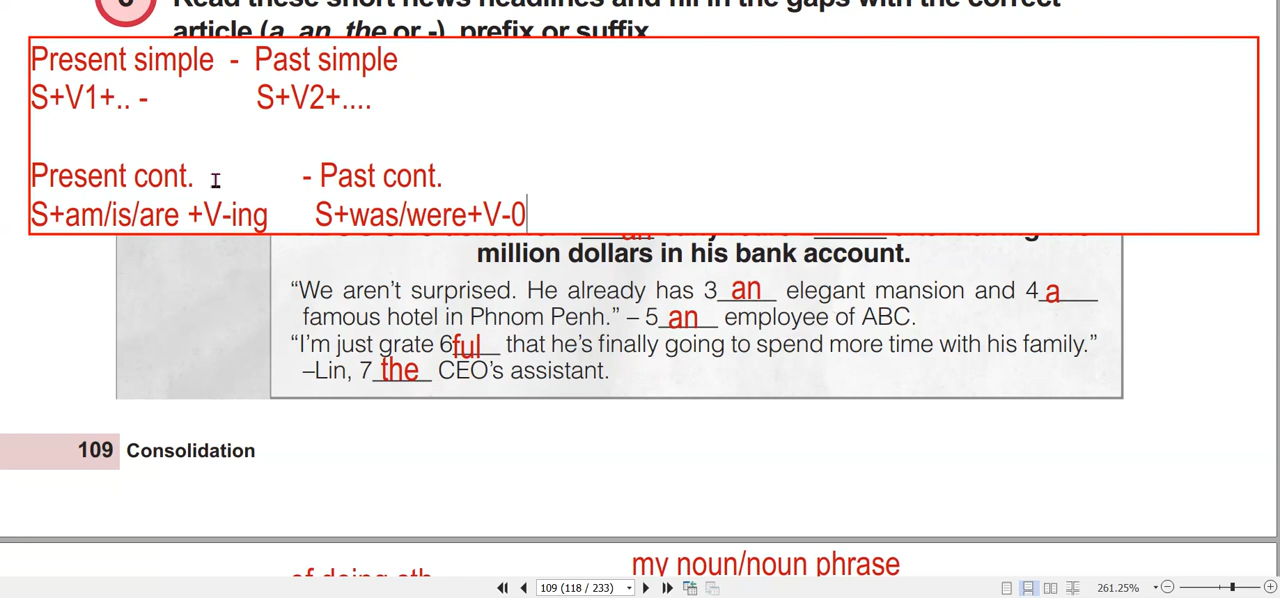 Read these short news headlines and fill in the gaps with the correct
article (a, an, the or -), prefix or suffix
Present simple - Past simple
S+V1+.. - S+V2+....
Present cont. - Past cont.
S+am/is/are +V-ing S+was/were+V-0
million dollars in his bank account.
“We aren’t surprised. He already has 3 an elegant mansion and 4 a
famous hotel in Phnom Penh.” – 5 an employee of ABC.
“I’m just grate 6 ful that he’s finally going to spend more time with his family.”
–Lin, 7 the CEO’s assistant.
109 Consolidation
my noun/noun phrase
of doing sth
109 (118 / 233)
261.25%